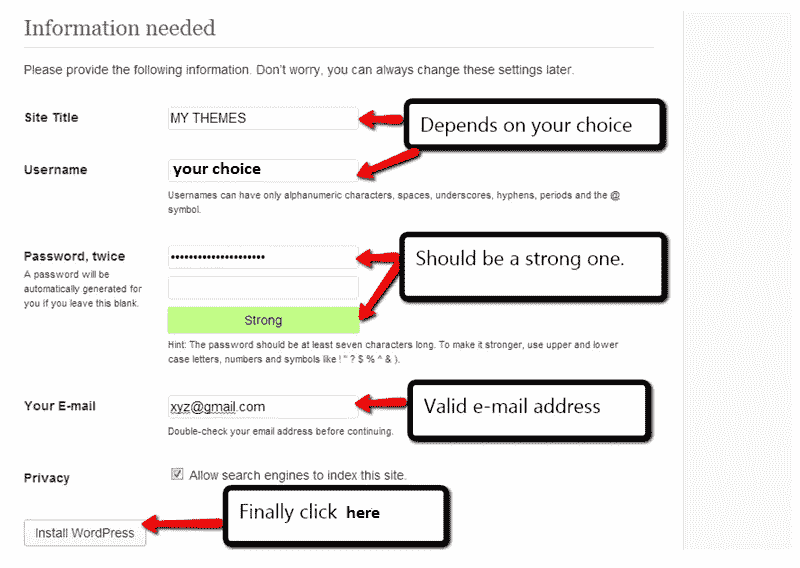 Information needed
Please provide the following information. Don't worry, you can always change these settings later.
Site Title
MY THEMES
Depends on your choice
Username
your choice
Usernames can have only alphanumeric characters, spaces, underscores, hyphens, periods and the @
symbol.
Password, twice
A password will be
automatically generated for
you if you leave this blank.
•••••••••••••••••••••
Should be a strong one.
Strong
Hint: The password should be at least seven characters long. To make it stronger, use upper and lower
case letters, numbers and symbols like ! " ? $ % ^ & ).
Your E-mail
xyz@gmail.com
Valid e-mail address
Double-check your email address before continuing.
Privacy
Allow search engines to index this site.
Finally click here
Install WordPress